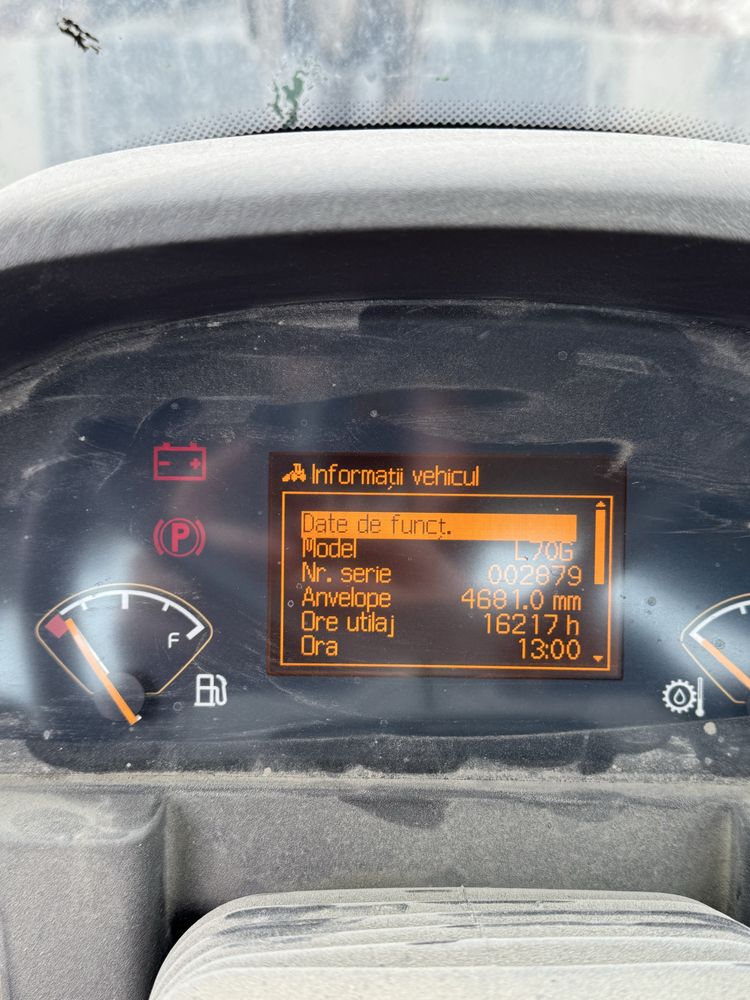 Informații vehicul
Date de funcț.
Model L70G
Nr. serie 002879
Anvelope 4681.0 mm
Ore utilaj 16217 h
Ora 13:00
P
F